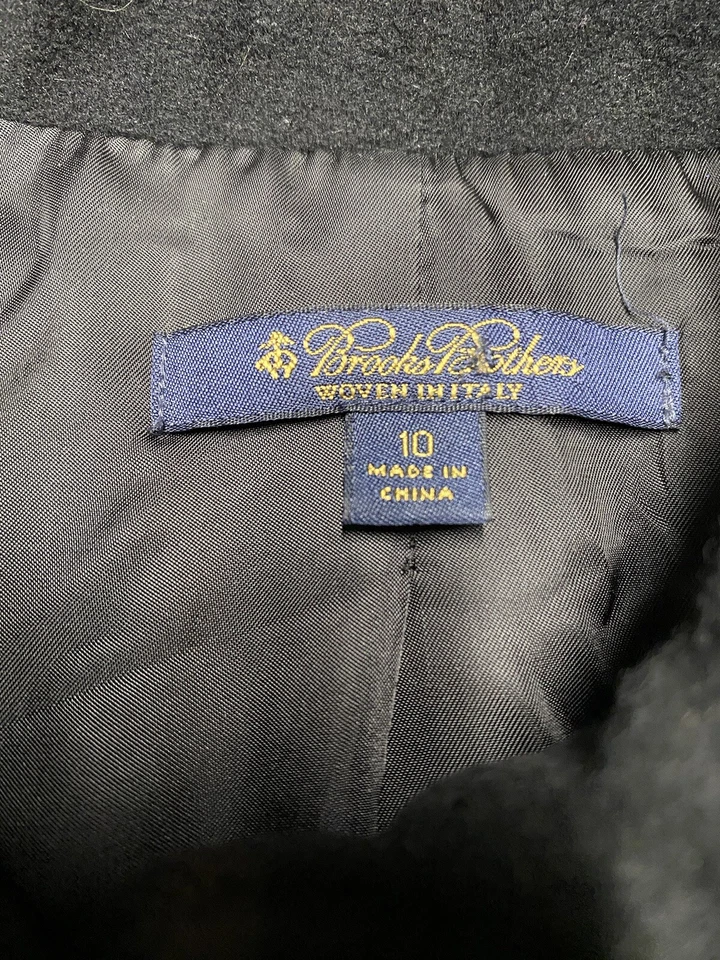 Brooks Brothers
WOVEN IN ITALY
10
MADE IN
CHINA